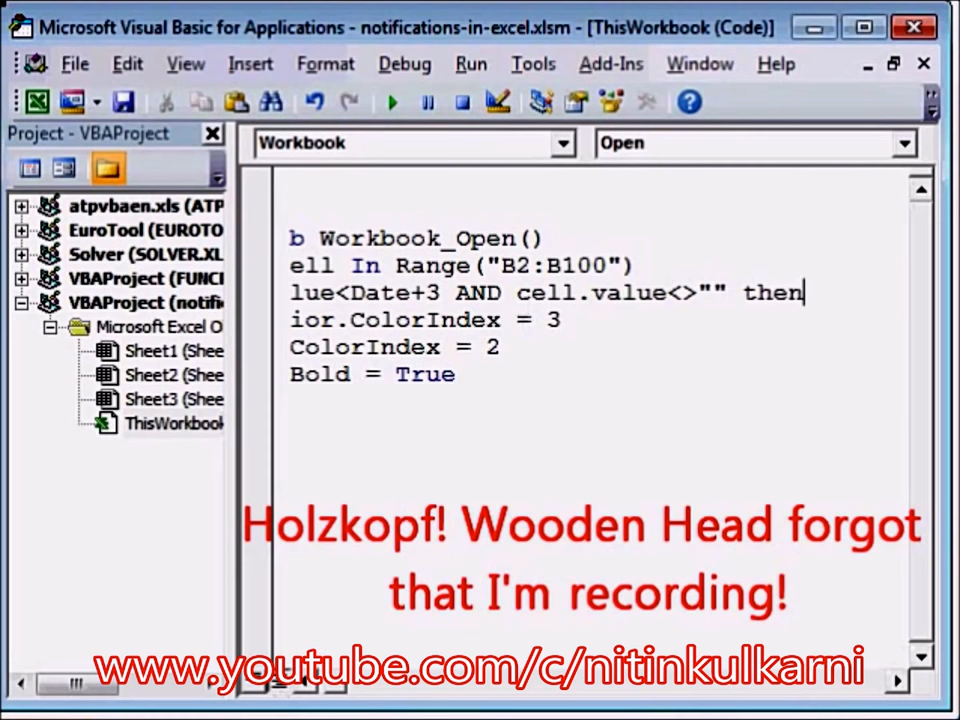 Microsoft Visual Basic for Applications - notifications-in-excel.xlsm - [ThisWorkbook (Code)]
File Edit View Insert Format Debug Run Tools Add-Ins Window Help
Project - VBAProject
Workbook
Open
atpvbaen.xls (ATP
EuroTool (EUROTO
Solver (SOLVER.XL
VBAProject (FUNCI
VBAProject (notifi
Microsoft Excel O
Sheet1 (Shee
Sheet2 (Shee
Sheet3 (Shee
ThisWorkbook
b Workbook_Open()
ell In Range("B2:B100")
lue<Date+3 AND cell.value<>"" then
ior.ColorIndex = 3
ColorIndex = 2
Bold = True
Holzkopf! Wooden Head forgot
that I'm recording!
www.youtube.com/c/nitinkulkarni